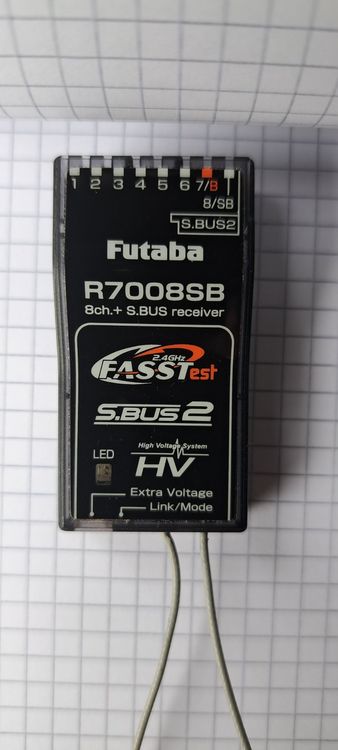 1 2 3 4 5 6 7/B
8/SB
S.BUS2
Futaba
R7008SB
8ch.+ S.BUS receiver
2.4GHz
FASSTest
S.BUS2
High Voltage System
LED
HV
Extra Voltage
Link/Mode